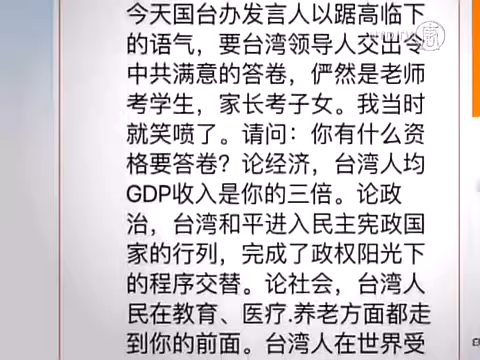 今天国台办发言人以踞高临下
的语气，要台湾领导人交出令
中共满意的答卷，俨然是老师
考学生，家长考子女。我当时
就笑喷了。请问：你有什么资
格要答卷？论经济，台湾人均
GDP收入是你的三倍。论政
治，台湾和平进入民主宪政国
家的行列，完成了政权阳光下
的程序交替。论社会，台湾人
民在教育、医疗.养老方面都走
到你的前面。台湾人在世界受